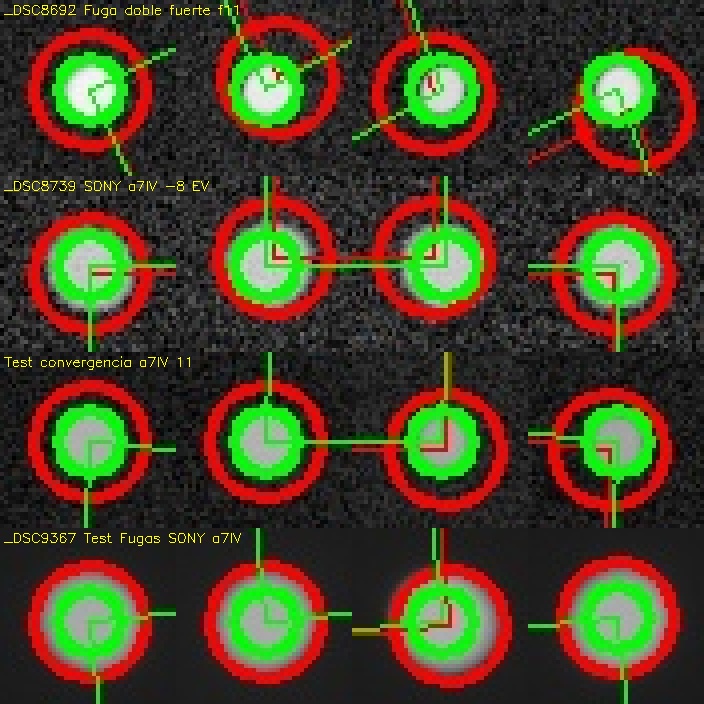 _DSC8692 Fuga doble fuerte f11
_DSC8739 SONY a7IV -8 EV
Test convergencia a7IV 11
_DSC9367 Test Fugas SONY a7IV